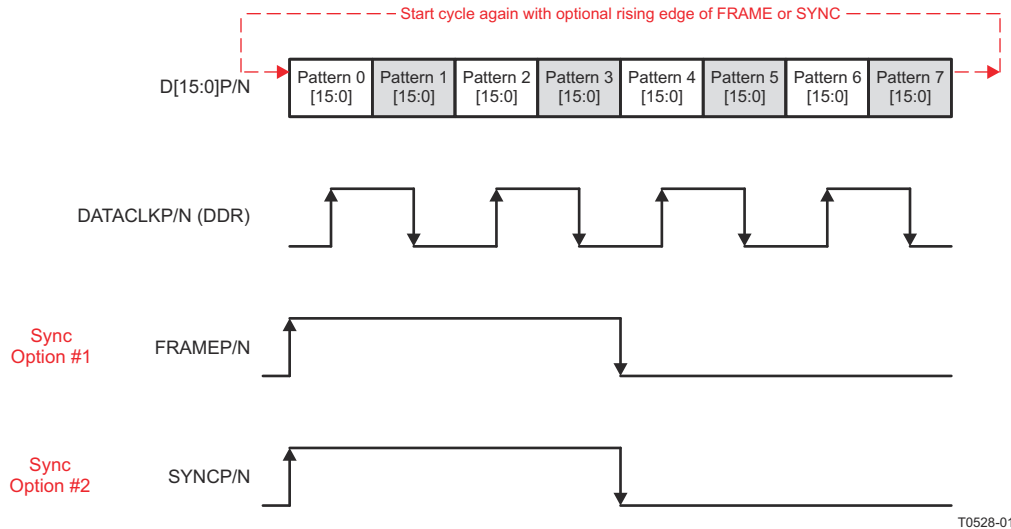 Start cycle again with optional rising edge of FRAME or SYNC
D[15:0]P/N
Pattern 0
[15:0]
Pattern 1
[15:0]
Pattern 2
[15:0]
Pattern 3
[15:0]
Pattern 4
[15:0]
Pattern 5
[15:0]
Pattern 6
[15:0]
Pattern 7
[15:0]
DATACLKP/N (DDR)
Sync
Option #1
FRAMEP/N
Sync
Option #2
SYNCP/N
T0528-01